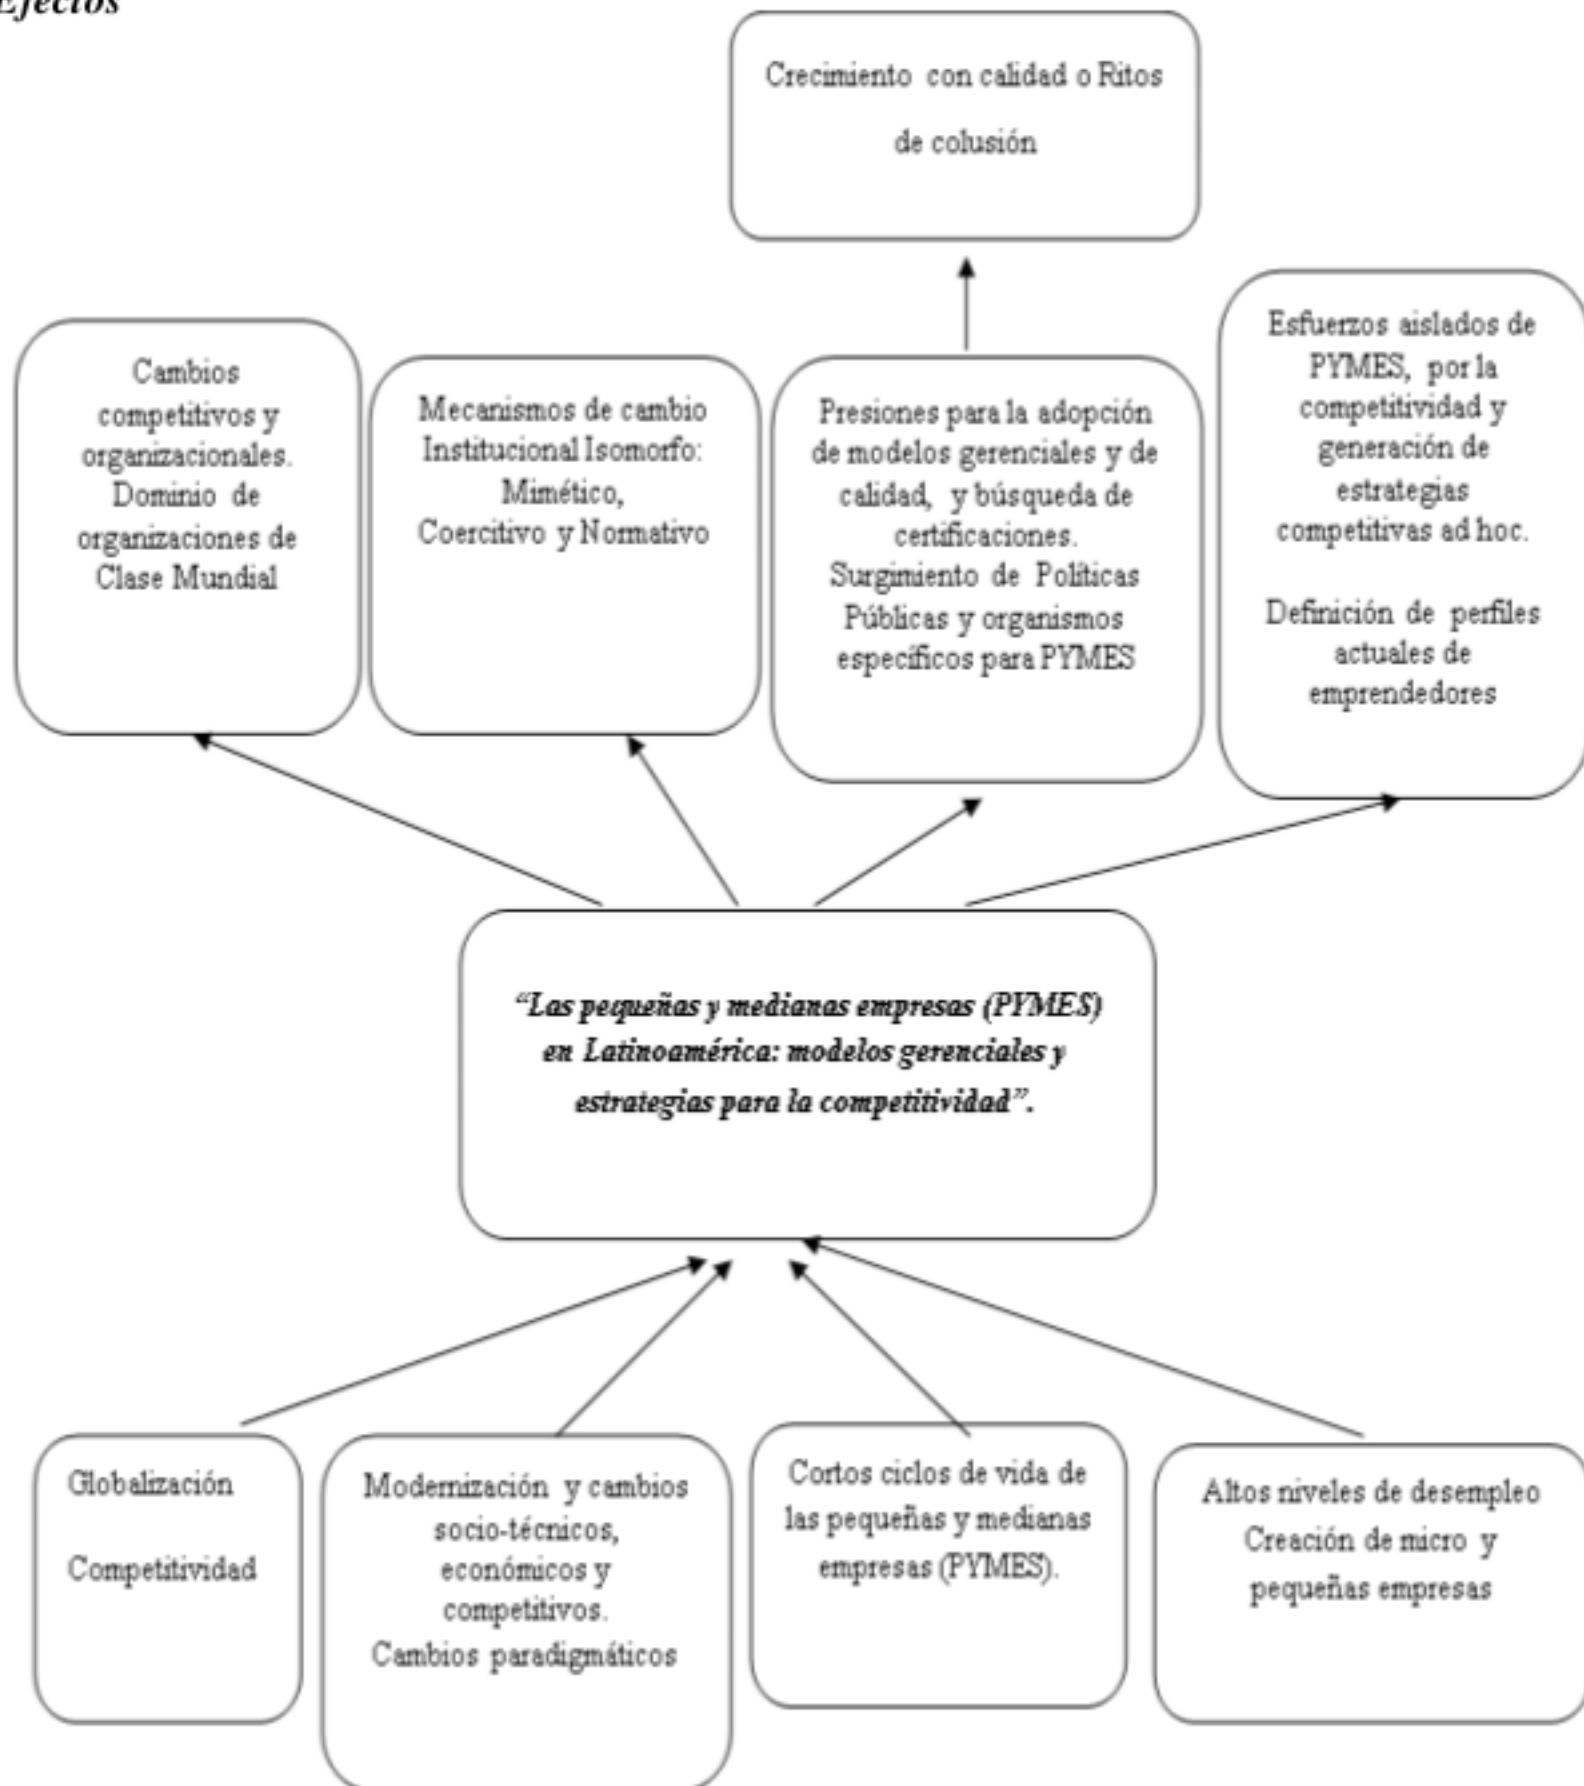 Efectos
Crecimiento con calidad o Ritos
de colusión
Cambios
competitivos y
organizacionales.
Dominio de
organizaciones de
Clase Mundial
Mecanismos de cambio
Institucional Isomorfo:
Mimético,
Coercitivo y Normativo
Presiones para la adopción
de modelos gerenciales y de
calidad, y búsqueda de
certificaciones.
Surgimiento de Políticas
Públicas y organismos
específicos para PYMES
Esfuerzos aislados de
PYMES, por la
competitividad y
generación de
estrategias
competitivas ad hoc.
Definición de perfiles
actuales de
emprendedores
“Las pequeñas y medianas empresas (PYMES)
en Latinoamérica: modelos gerenciales y
estrategias para la competitividad”.
Globalización
Competitividad
Modernización y cambios
socio-técnicos,
económicos y
competitivos.
Cambios paradigmáticos
Cortos ciclos de vida de
las pequeñas y medianas
empresas (PYMES).
Altos niveles de desempleo
Creación de micro y
pequeñas empresas